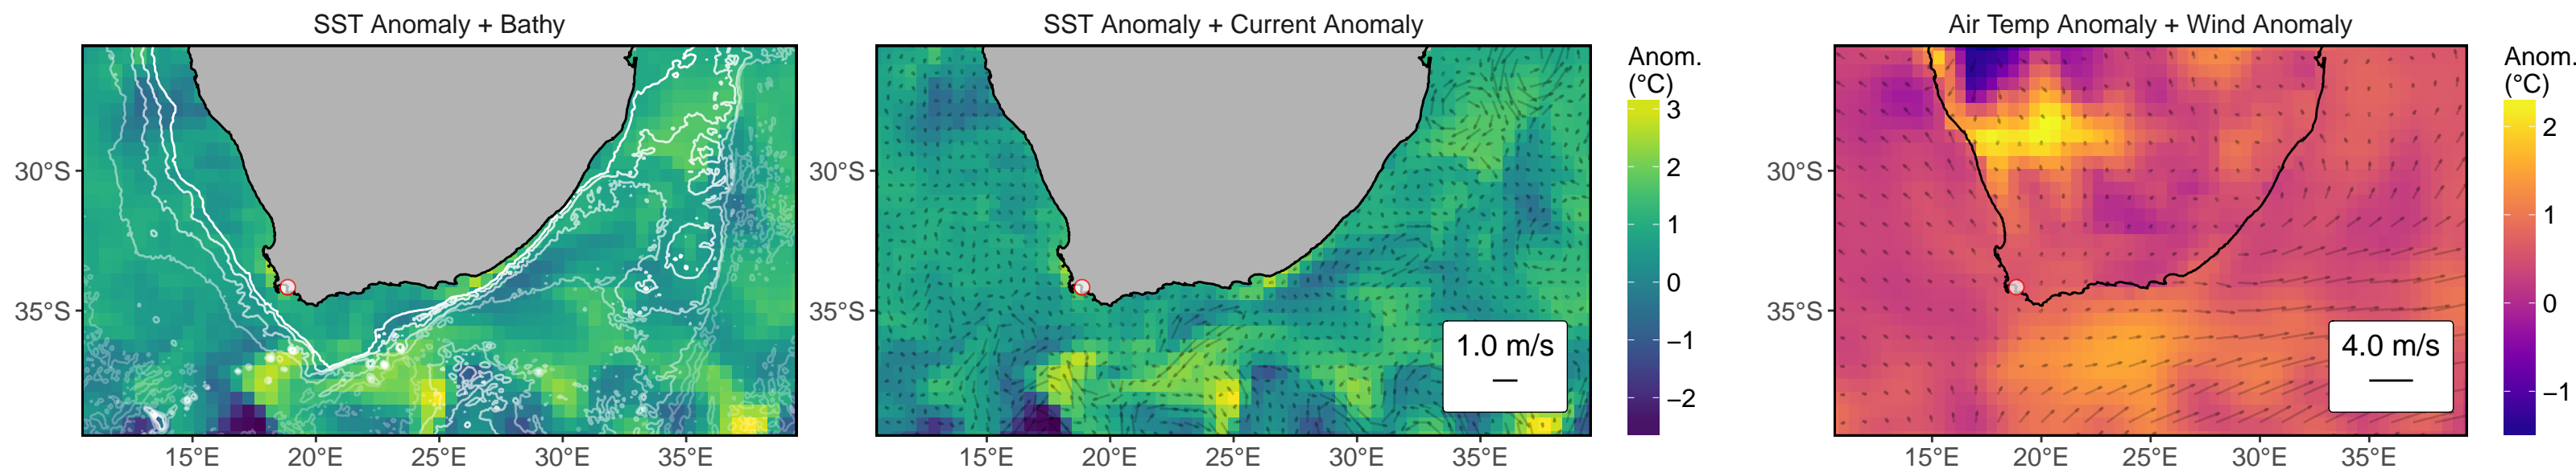 SST Anomaly + Bathy
SST Anomaly + Current Anomaly
Air Temp Anomaly + Wind Anomaly
30°S
35°S
15°E
20°E
25°E
30°E
35°E
30°S
35°S
15°E
20°E
25°E
30°E
35°E
1.0 m/s
Anom.
(°C)
3
2
1
0
−1
−2
30°S
35°S
15°E
20°E
25°E
30°E
35°E
4.0 m/s
Anom.
(°C)
2
1
0
−1